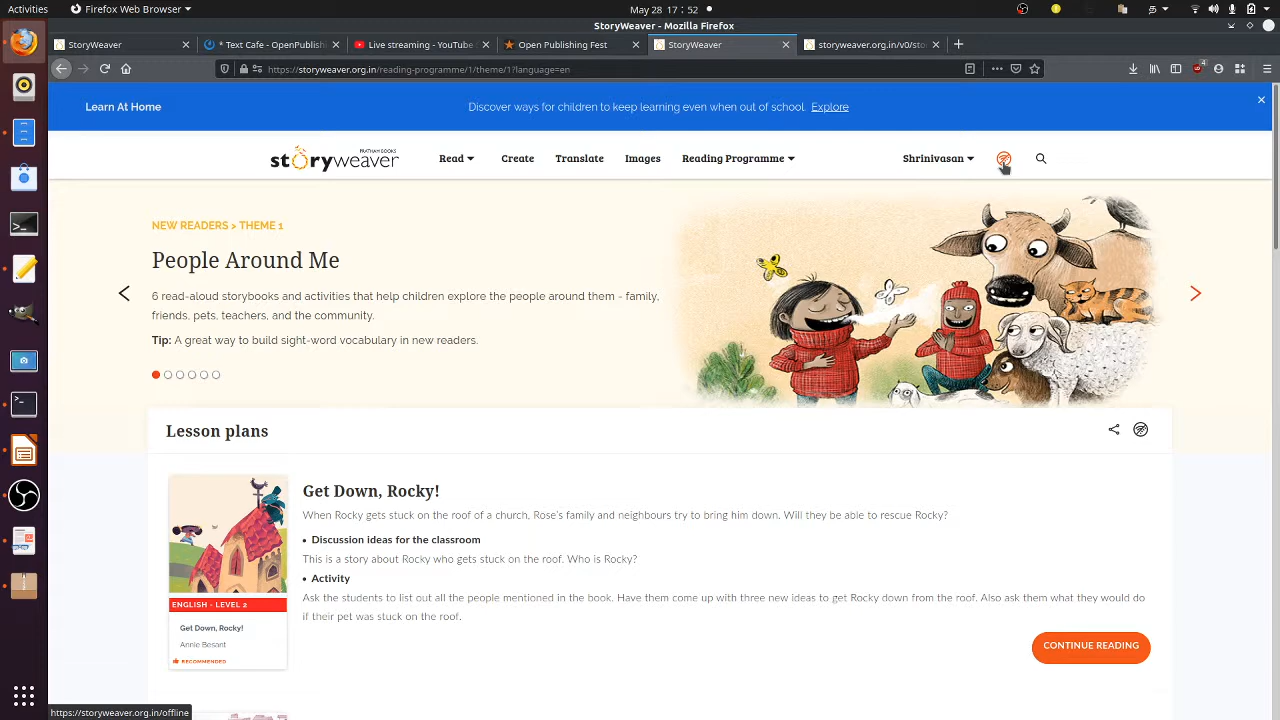 Activities
Firefox Web Browser
May 28 17:52
StoryWeaver - Mozilla Firefox
StoryWeaver
* Text Cafe - OpenPublishi
Live streaming - YouTube
Open Publishing Fest
StoryWeaver
storyweaver.org.in/v0/sto
https://storyweaver.org.in/reading-programme/1/theme/1?language=en
4
Learn At Home
Discover ways for children to keep learning even when out of school. Explore
PRATHAM BOOKS
storyweaver
Read
Create
Translate
Images
Reading Programme
Shrinivasan
NEW READERS > THEME 1
People Around Me
6 read-aloud storybooks and activities that help children explore the people around them - family,
friends, pets, teachers, and the community.
Tip: A great way to build sight-word vocabulary in new readers.
Lesson plans
Get Down, Rocky!
When Rocky gets stuck on the roof of a church, Rose's family and neighbours try to bring him down. Will they be able to rescue Rocky?
• Discussion ideas for the classroom
This is a story about Rocky who gets stuck on the roof. Who is Rocky?
• Activity
Ask the students to list out all the people mentioned in the book. Have them come up with three new ideas to get Rocky down from the roof. Also ask them what they would do
if their pet was stuck on the roof.
ENGLISH - LEVEL 2
Get Down, Rocky!
Annie Besant
RECOMMENDED
CONTINUE READING
https://storyweaver.org.in/offline